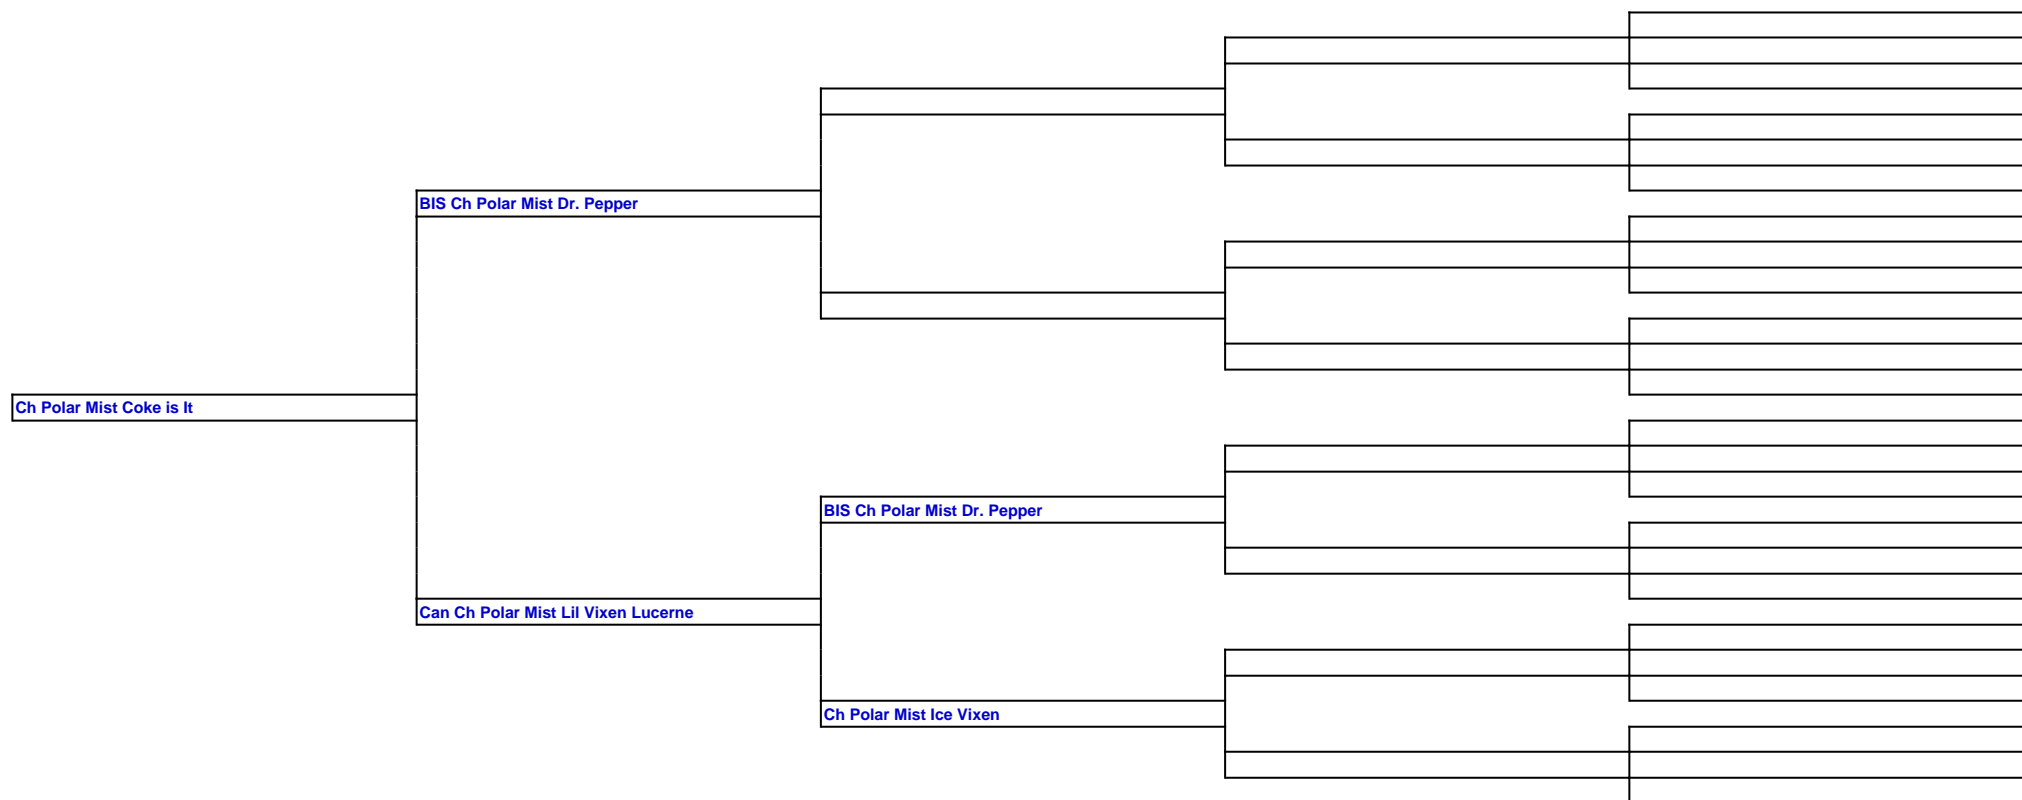 BIS Ch Polar Mist Dr. Pepper
Ch Polar Mist Coke is It
BIS Ch Polar Mist Dr. Pepper
Can Ch Polar Mist Lil Vixen Lucerne
Ch Polar Mist Ice Vixen